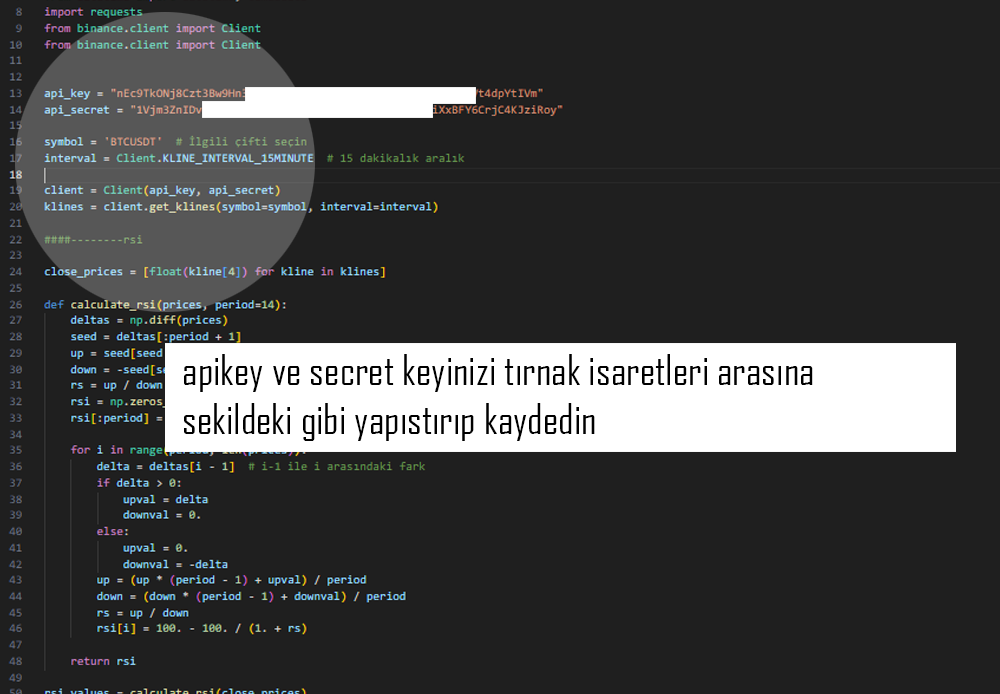 8 import requests
9 from binance.client import Client
10 from binance.client import Client
11
12
13 api_key = "nEc9TkONj8Czt3Bw9Hn t4dpYtIVm"
14 api_secret = "1Vjm3ZnIDv iXxBFY6CrjC4KJziRoy"
15
16 symbol = 'BTCUSDT' # İlgili çifti seçin
17 interval = Client.KLINE_INTERVAL_15MINUTE # 15 dakikalık aralık
18
19 client = Client(api_key, api_secret)
20 klines = client.get_klines(symbol=symbol, interval=interval)
21
22 ####--------rsi
23
24 close_prices = [float(kline[4]) for kline in klines]
25
26 def calculate_rsi(prices, period=14):
27 deltas = np.diff(prices)
28 seed = deltas[:period + 1]
29 up = seed[seed
30 down = -seed[se
31 rs = up / down
32 rsi = np.zeros_
33 rsi[:period] =
apikey ve secret keyinizi tırnak isaretleri arasına
sekildeki gibi yapıstırıp kaydedin
34
35 for i in range(period, len(prices)):
36 delta = deltas[i - 1] # i-1 ile i arasındaki fark
37 if delta > 0:
38 upval = delta
39 downval = 0.
40 else:
41 upval = 0.
42 downval = -delta
43 up = (up * (period - 1) + upval) / period
44 down = (down * (period - 1) + downval) / period
45 rs = up / down
46 rsi[i] = 100. - 100. / (1. + rs)
47
48 return rsi
49
50 rsi_values = calculate_rsi(close_prices)